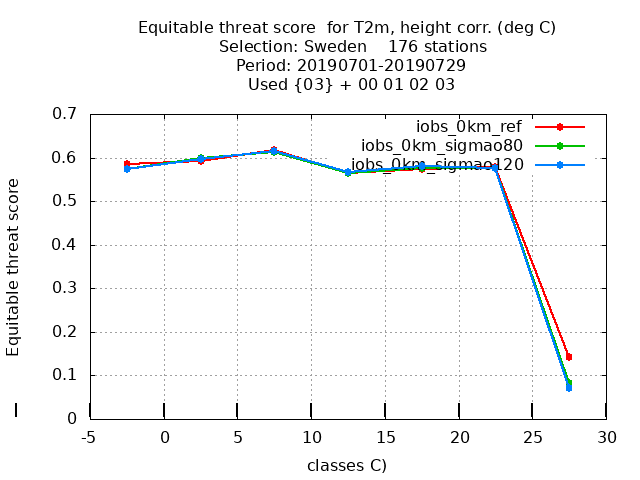 Equitable threat score  for T2m, height corr. (deg C)
Selection: Sweden    176 stations
Period: 20190701-20190729
Used {03} + 00 01 02 03
iobs_0km_ref
iobs_0km_sigmao80
iobs_0km_sigmao120
Equitable threat score
0.7
0.6
0.5
0.4
0.3
0.2
0.1
0
-5 0 5 10 15 20 25 30
classes C)